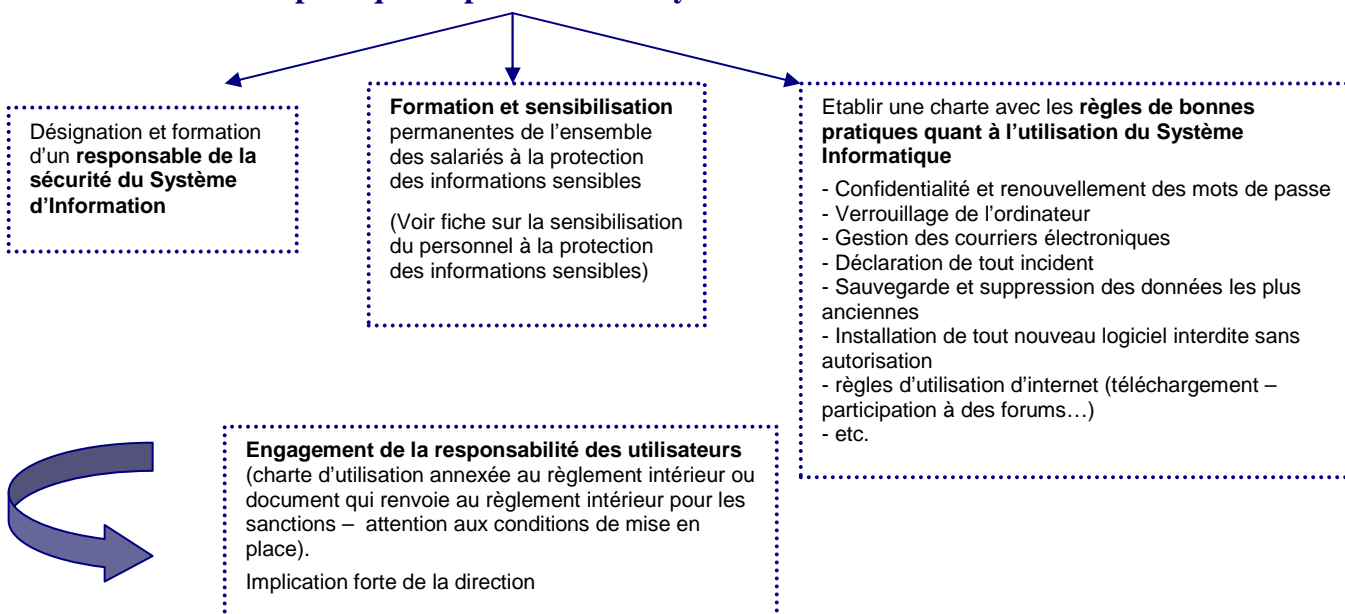 Désignation et formation
d'un responsable de la
sécurité du Système
d'Information
Formation et sensibilisation
permanentes de l'ensemble
des salariés à la protection
des informations sensibles
(Voir fiche sur la sensibilisation
du personnel à la protection
des informations sensibles)
Etablir une charte avec les règles de bonnes
pratiques quant à l'utilisation du Système
Informatique
- Confidentialité et renouvellement des mots de passe
- Verrouillage de l'ordinateur
- Gestion des courriers électroniques
- Déclaration de tout incident
- Sauvegarde et suppression des données les plus
anciennes
- Installation de tout nouveau logiciel interdite sans
autorisation
- règles d'utilisation d'internet (téléchargement –
participation à des forums…)
- etc.
Engagement de la responsabilité des utilisateurs
(charte d'utilisation annexée au règlement intérieur ou
document qui renvoie au règlement intérieur pour les
sanctions – attention aux conditions de mise en
place).
Implication forte de la direction